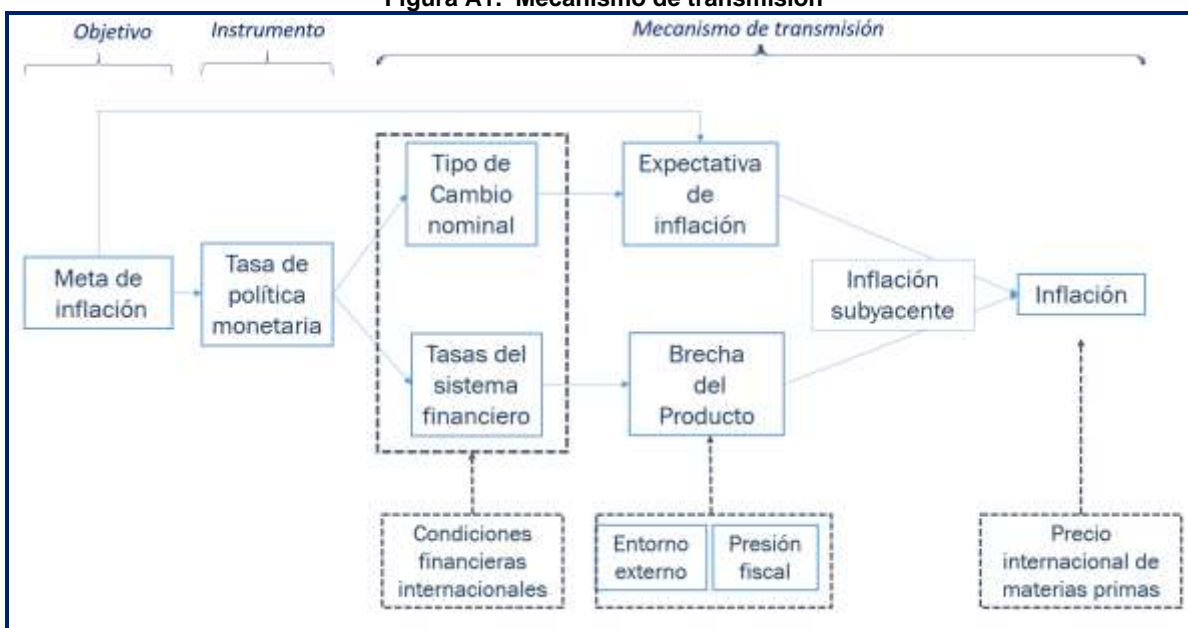 Figura A1. Mecanismo de transmisión
Objetivo
Instrumento
Mecanismo de transmisión
Meta de
inflación
Tasa de
política
monetaria
Tipo de
Cambio
nominal
Tasas del
sistema
financiero
Expectativa
de
inflación
Brecha
del
Producto
Inflación
subyacente
Inflación
Condiciones
financieras
internacionales
Entorno
externo
Presión
fiscal
Precio
internacional de
materias primas